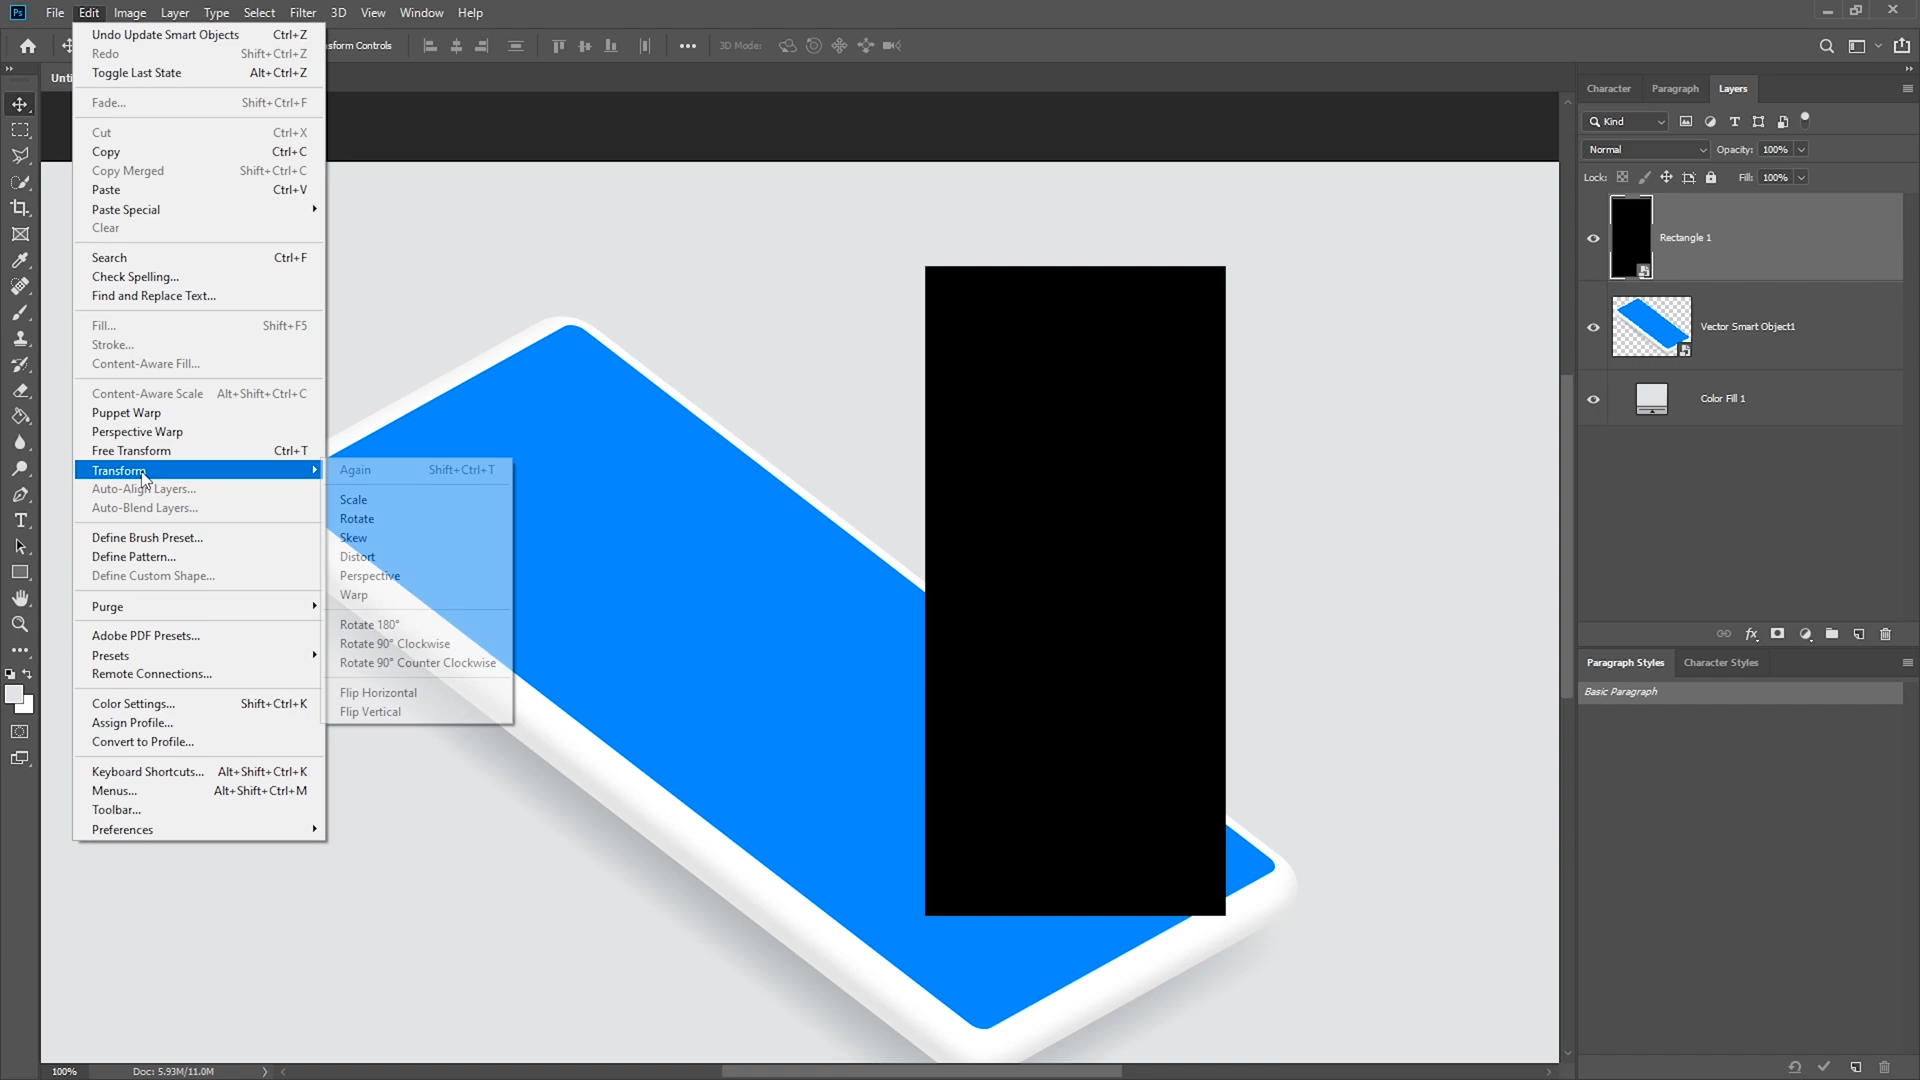 Ps File Edit Image Layer Type Select Filter 3D View Window Help
nsform Controls 3D Mode:
Unti
Undo Update Smart Objects Ctrl+Z
Redo Shift+Ctrl+Z
Toggle Last State Alt+Ctrl+Z
Fade... Shift+Ctrl+F
Cut Ctrl+X
Copy Ctrl+C
Copy Merged Shift+Ctrl+C
Paste Ctrl+V
Paste Special
Clear
Search Ctrl+F
Check Spelling...
Find and Replace Text...
Fill... Shift+F5
Stroke...
Content-Aware Fill...
Content-Aware Scale Alt+Shift+Ctrl+C
Puppet Warp
Perspective Warp
Free Transform Ctrl+T
Transform
Auto-Align Layers...
Auto-Blend Layers...
Define Brush Preset...
Define Pattern...
Define Custom Shape...
Purge
Adobe PDF Presets...
Presets
Remote Connections...
Color Settings... Shift+Ctrl+K
Assign Profile...
Convert to Profile...
Keyboard Shortcuts... Alt+Shift+Ctrl+K
Menus... Alt+Shift+Ctrl+M
Toolbar...
Preferences
Again Shift+Ctrl+T
Scale
Rotate
Skew
Distort
Perspective
Warp
Rotate 180°
Rotate 90° Clockwise
Rotate 90° Counter Clockwise
Flip Horizontal
Flip Vertical
Character Paragraph Layers
Kind
Normal Opacity: 100%
Lock: Fill: 100%
Rectangle 1
Vector Smart Object1
Color Fill 1
fx
Paragraph Styles Character Styles
Basic Paragraph
100% Doc: 5.93M/11.0M